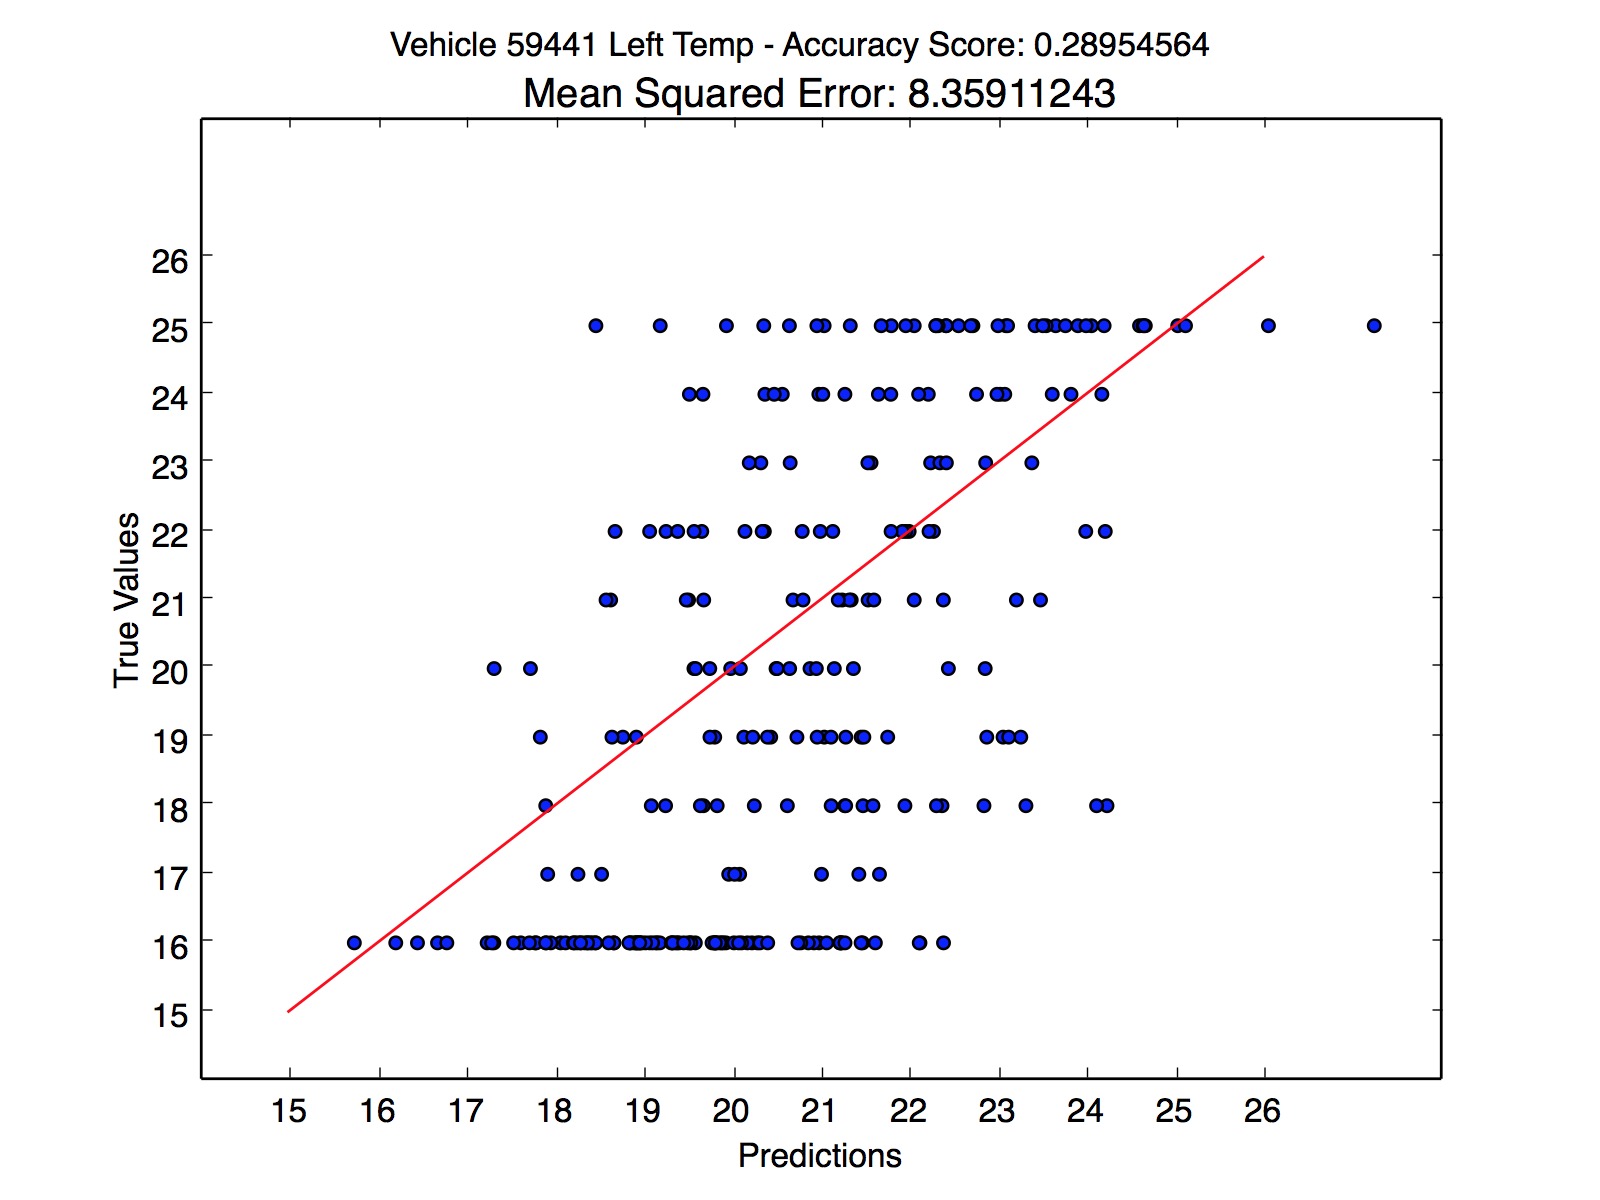 Vehicle 59441 Left Temp - Accuracy Score: 0.28954564
Mean Squared Error: 8.35911243
26
25
24
23
22
21
20
19
18
17
16
15
True Values
15 16 17 18 19 20 21 22 23 24 25 26
Predictions